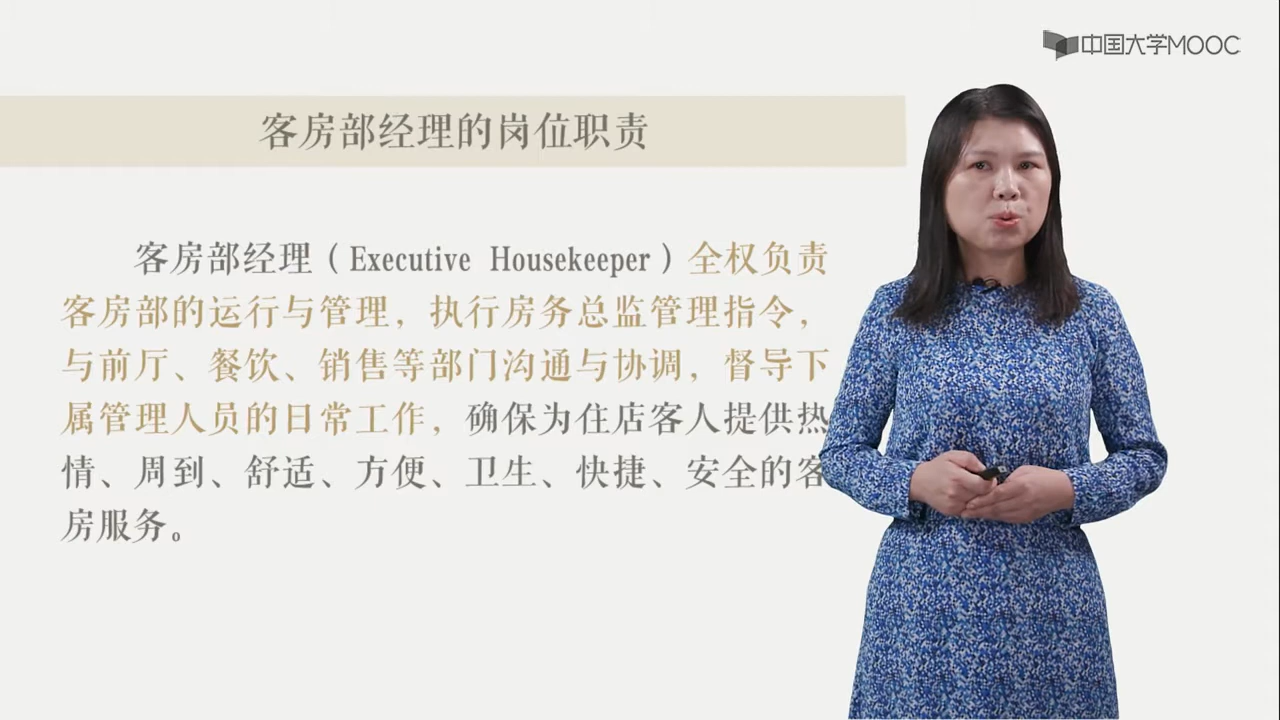 中国大学MOOC
客房部经理的岗位职责
客房部经理（Executive Housekeeper）全权负责
客房部的运行与管理，执行房务总监管理指令，
与前厅、餐饮、销售等部门沟通与协调，督导下
属管理人员的日常工作，确保为住店客人提供热
情、周到、舒适、方便、卫生、快捷、安全的客
房服务。